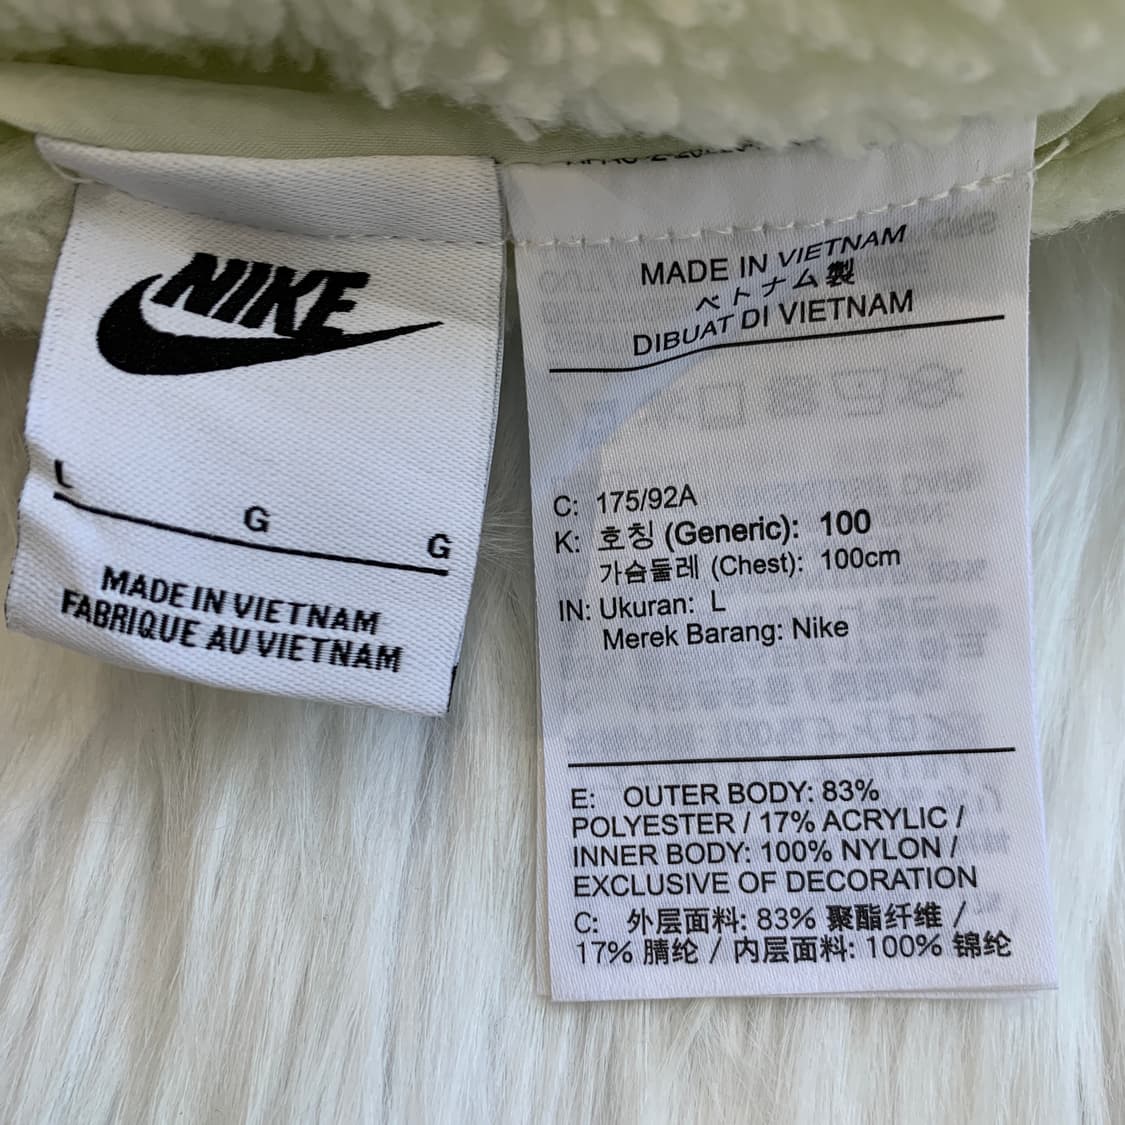 NIKE
L
G
G
MADE IN VIETNAM
FABRIQUE AU VIETNAM
MADE IN VIETNAM
ベトナム製
DIBUAT DI VIETNAM
C: 175/92A
K: 호칭 (Generic): 100
가슴둘레 (Chest): 100cm
IN: Ukuran: L
Merek Barang: Nike
E: OUTER BODY: 83%
POLYESTER / 17% ACRYLIC /
INNER BODY: 100% NYLON /
EXCLUSIVE OF DECORATION
C: 外层面料: 83% 聚酯纤维 /
17% 腈纶 / 内层面料: 100% 锦纶